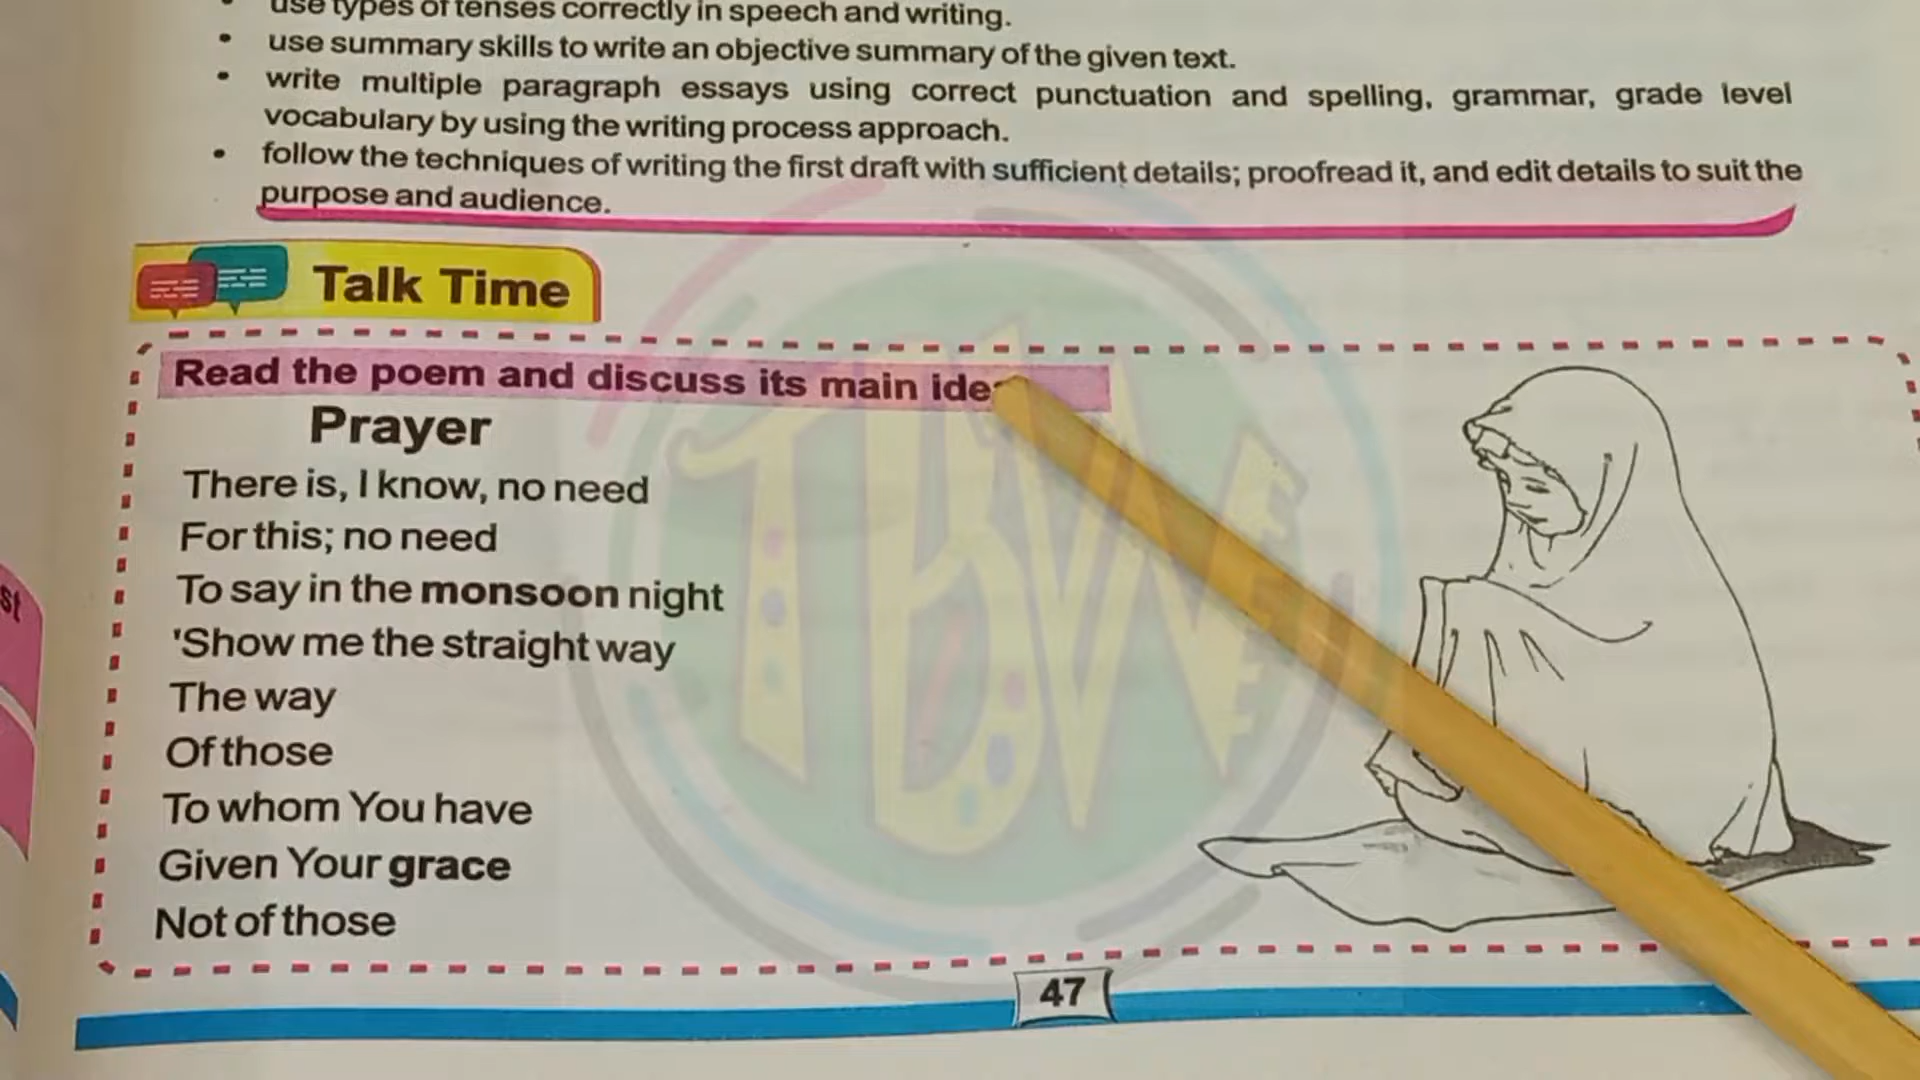 use types of tenses correctly in speech and writing.
• use summary skills to write an objective summary of the given text.
• write multiple paragraph essays using correct punctuation and spelling, grammar, grade level
vocabulary by using the writing process approach.
• follow the techniques of writing the first draft with sufficient details; proofread it, and edit details to suit the
purpose and audience.
Talk Time
Read the poem and discuss its main ide
Prayer
There is, I know, no need
For this; no need
To say in the monsoon night
'Show me the straight way
The way
Of those
To whom You have
Given Your grace
Not of those
47
st
TBW